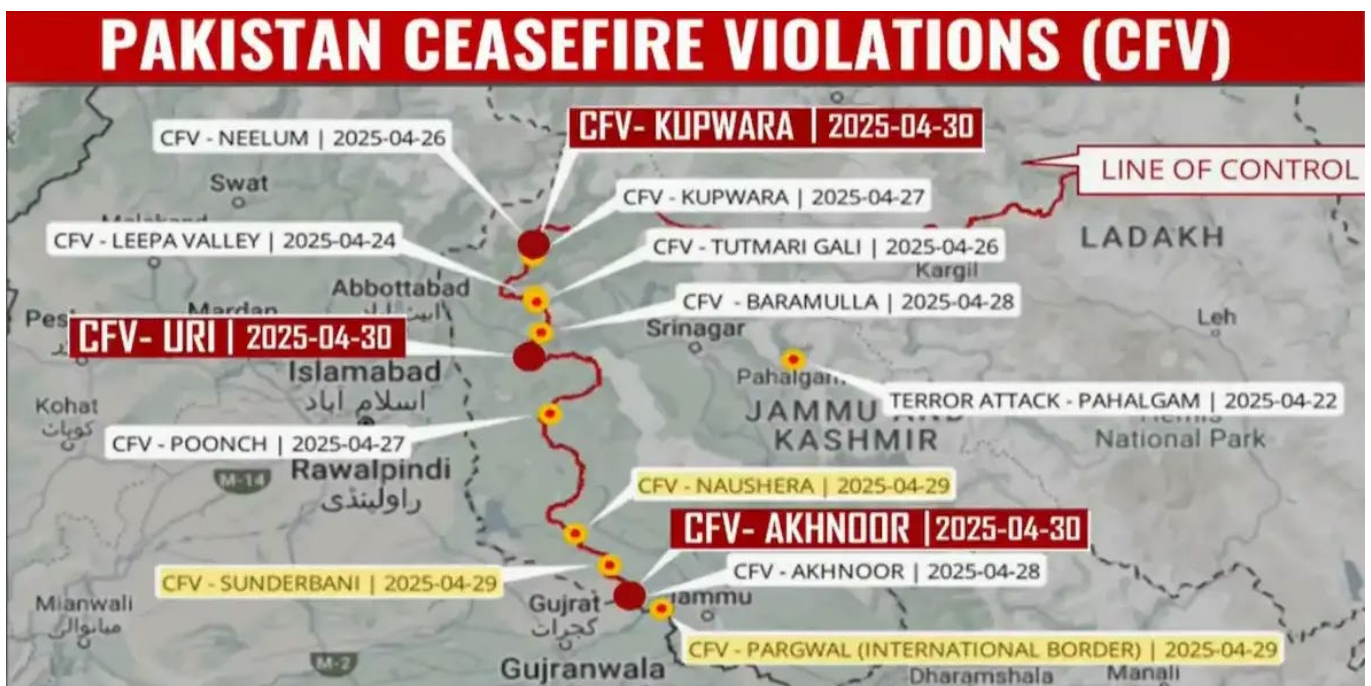 PAKISTAN CEASEFIRE VIOLATIONS (CFV)
CFV- KUPWARA | 2025-04-30
CFV - NEELUM | 2025-04-26
LINE OF CONTROL
Swat
CFV - KUPWARA | 2025-04-27
CFV - LEEPA VALLEY | 2025-04-24
CFV - TUTMARI GALI | 2025-04-26
LADAKH
Kargil
Abbottabad
CFV - BARAMULLA | 2025-04-28
Mardan
Srinagar
Leh
CFV- URI | 2025-04-30
Islamabad
اسلام آباد
Pahalgam
TERROR ATTACK - PAHALGAM | 2025-04-22
Kohat
کوہاٹ
JAMMU AND
KASHMIR
National Park
CFV - POONCH | 2025-04-27
Rawalpindi
راولپنڈی
M-14
CFV - NAUSHERA | 2025-04-29
CFV- AKHNOOR | 2025-04-30
CFV - AKHNOOR | 2025-04-28
CFV - SUNDERBANI | 2025-04-29
Mianwali
میانوالی
Gujrat
گجرات
Jammu
CFV - PARGWAL (INTERNATIONAL BORDER) | 2025-04-29
M-2
Gujranwala
Dharamshala
Manali